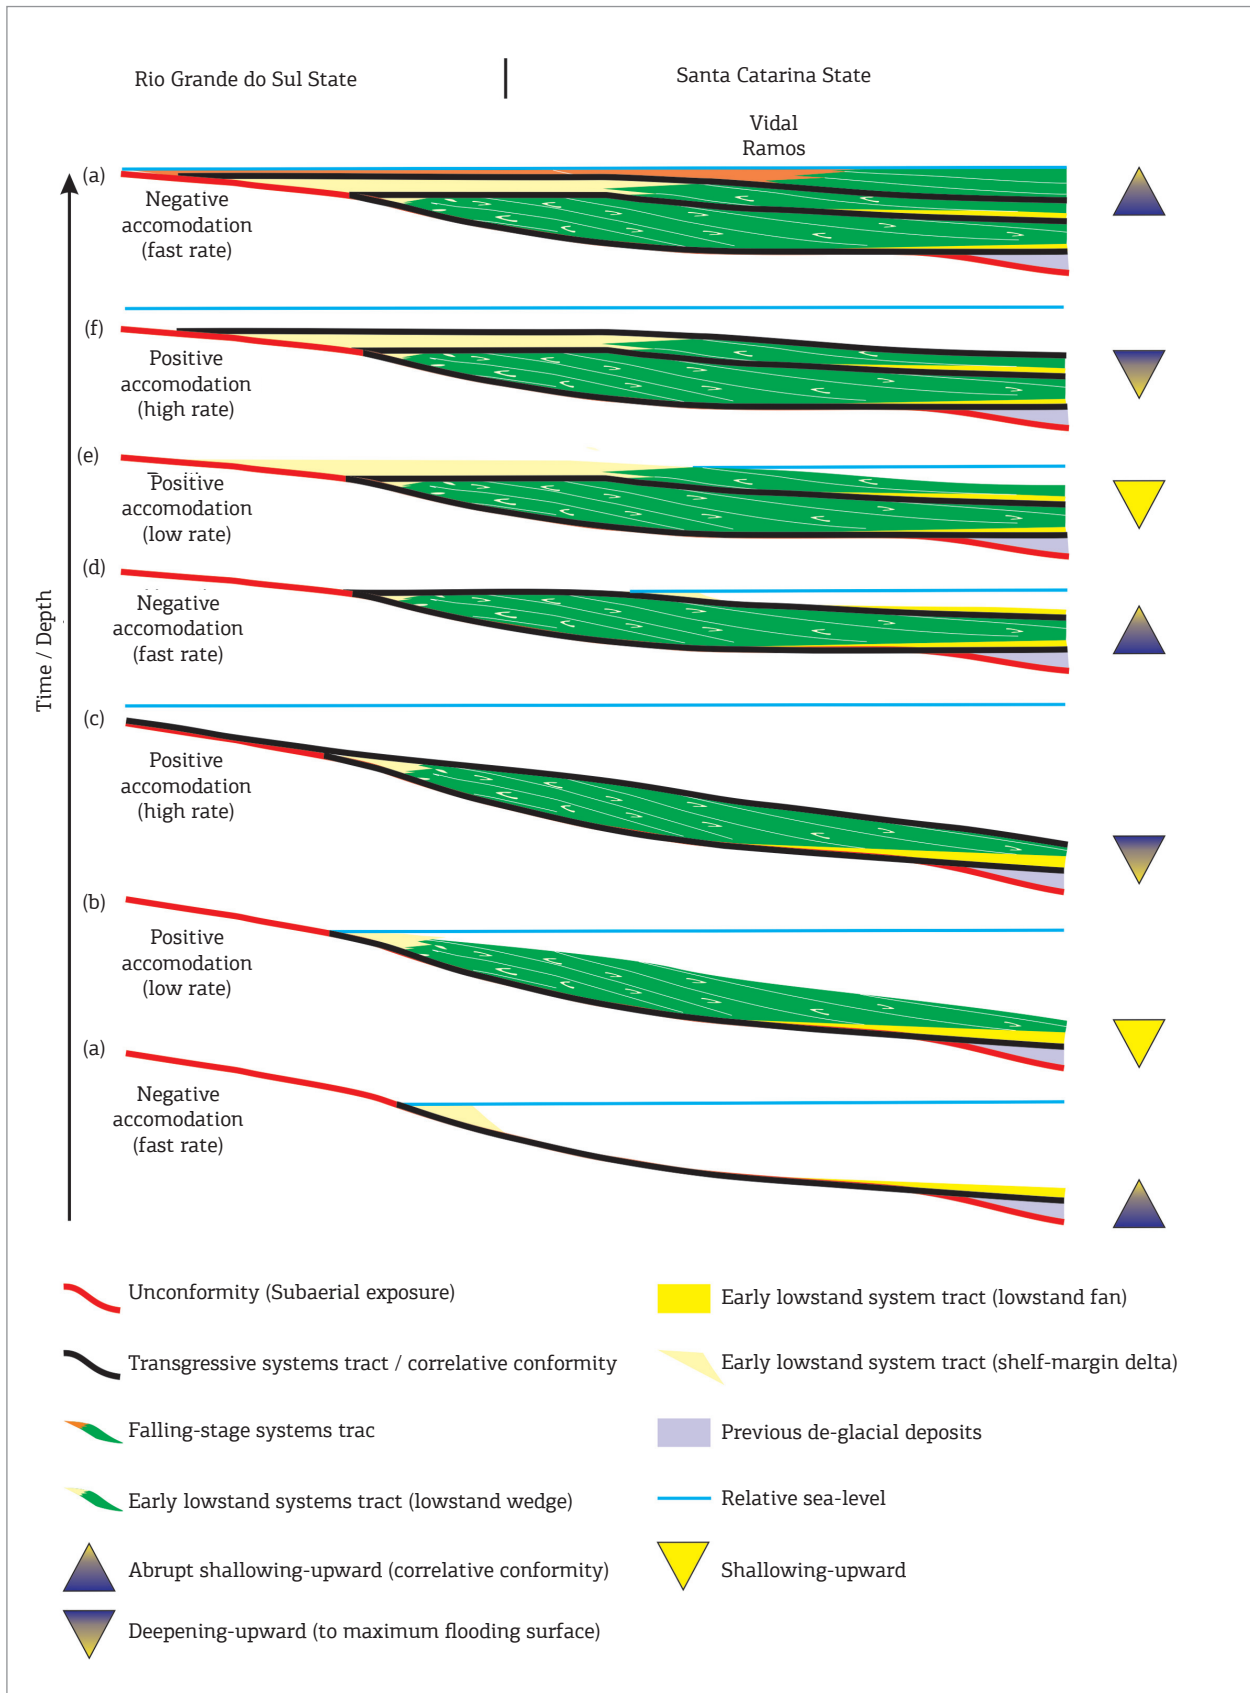 Rio Grande do Sul State
Santa Catarina State
Vidal
Ramos
(a)
Negative
accomodation
(fast rate)
(f)
Positive
accomodation
(high rate)
(e)
Positive
accomodation
(low rate)
(d)
Negative
accomodation
(fast rate)
Time / Depth
(c)
Positive
accomodation
(high rate)
(b)
Positive
accomodation
(low rate)
(a)
Negative
accomodation
(fast rate)
Unconformity (Subaerial exposure)
Early lowstand system tract (lowstand fan)
Transgressive systems tract / correlative conformity
Early lowstand system tract (shelf-margin delta)
Falling-stage systems trac
Previous de-glacial deposits
Early lowstand systems tract (lowstand wedge)
Relative sea-level
Abrupt shallowing-upward (correlative conformity)
Shallowing-upward
Deepening-upward (to maximum flooding surface)